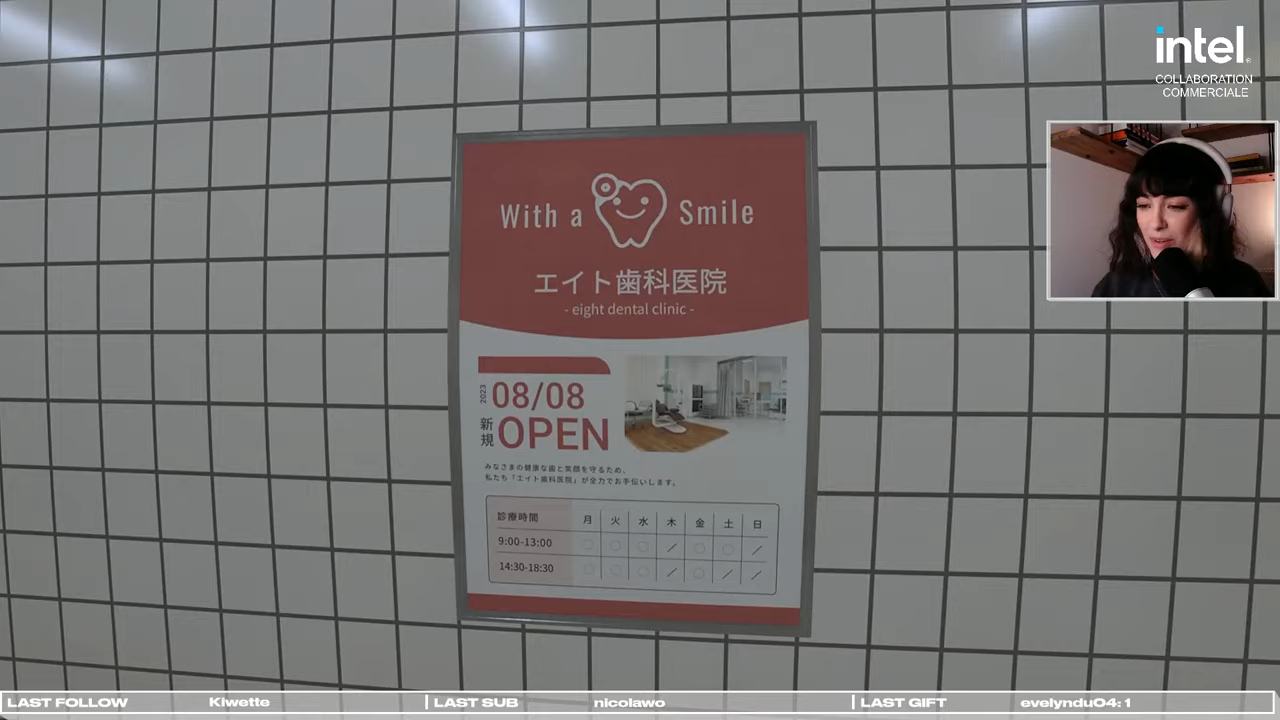 intel
COLLABORATION
COMMERCIALE
With a Smile
エイト歯科医院
- eight dental clinic -
2023 08/08
新規 OPEN
みなさまの健康な歯と笑顔を守るため、
私たち「エイト歯科医院」が全力でお手伝いします。
診療時間 月 火 水 木 金 土 日
9:00-13:00 ○ ○ ○ / ○ ○ /
14:30-18:30 ○ ○ ○ / ○ / /
LAST FOLLOW Kiwette LAST SUB nicolawo LAST GIFT evelyndu04: 1